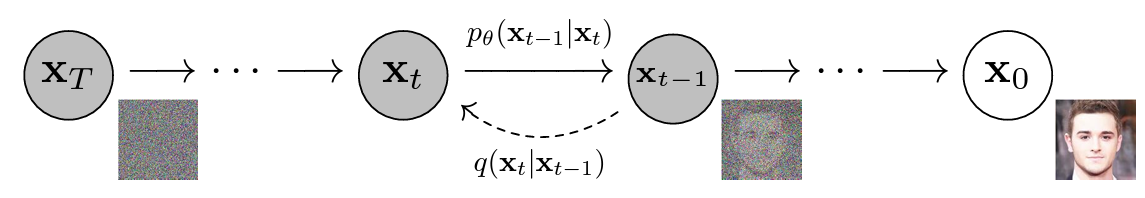 p_θ(x_{t−1}|x_t)
x_T ⟶ ⋯ ⟶ x_t ⟶ x_{t−1} ⟶ ⋯ ⟶ x_0
q(x_t|x_{t−1})